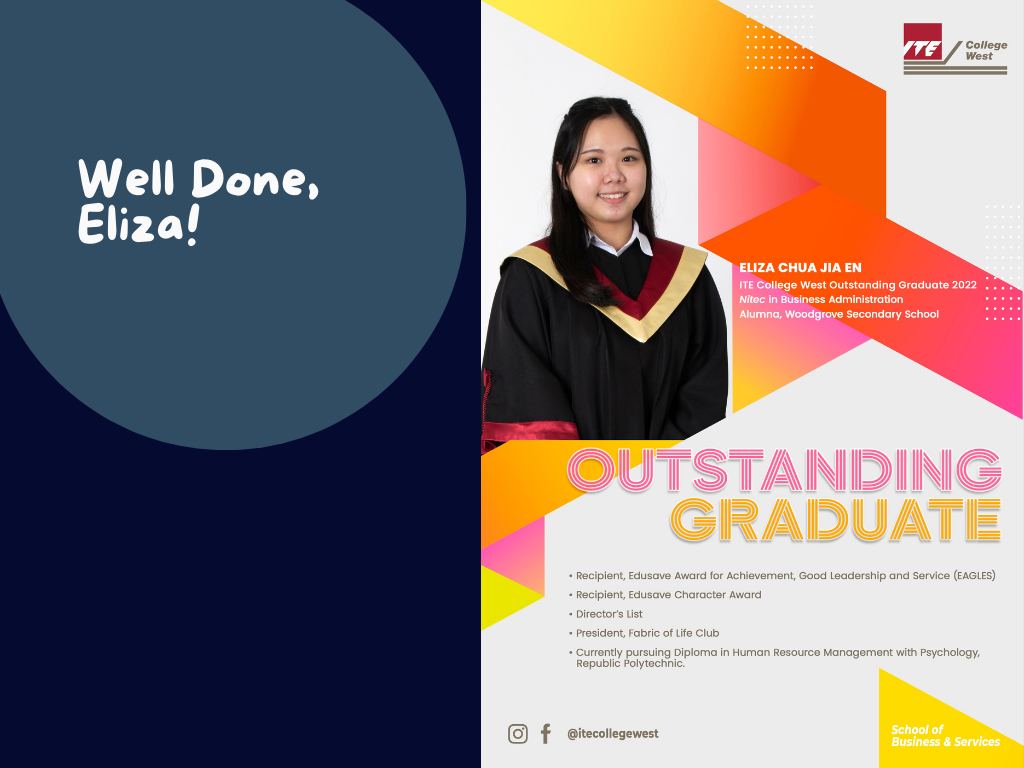 Well Done,
Eliza!
ITE College
West
ELIZA CHUA JIA EN
ITE College West Outstanding Graduate 2022
Nitec in Business Administration
Alumna, Woodgrove Secondary School
OUTSTANDING
GRADUATE
• Recipient, Edusave Award for Achievement, Good Leadership and Service (EAGLES)
• Recipient, Edusave Character Award
• Director's List
• President, Fabric of Life Club
• Currently pursuing Diploma in Human Resource Management with Psychology,
Republic Polytechnic.
@itecollegewest
School of
Business & Services